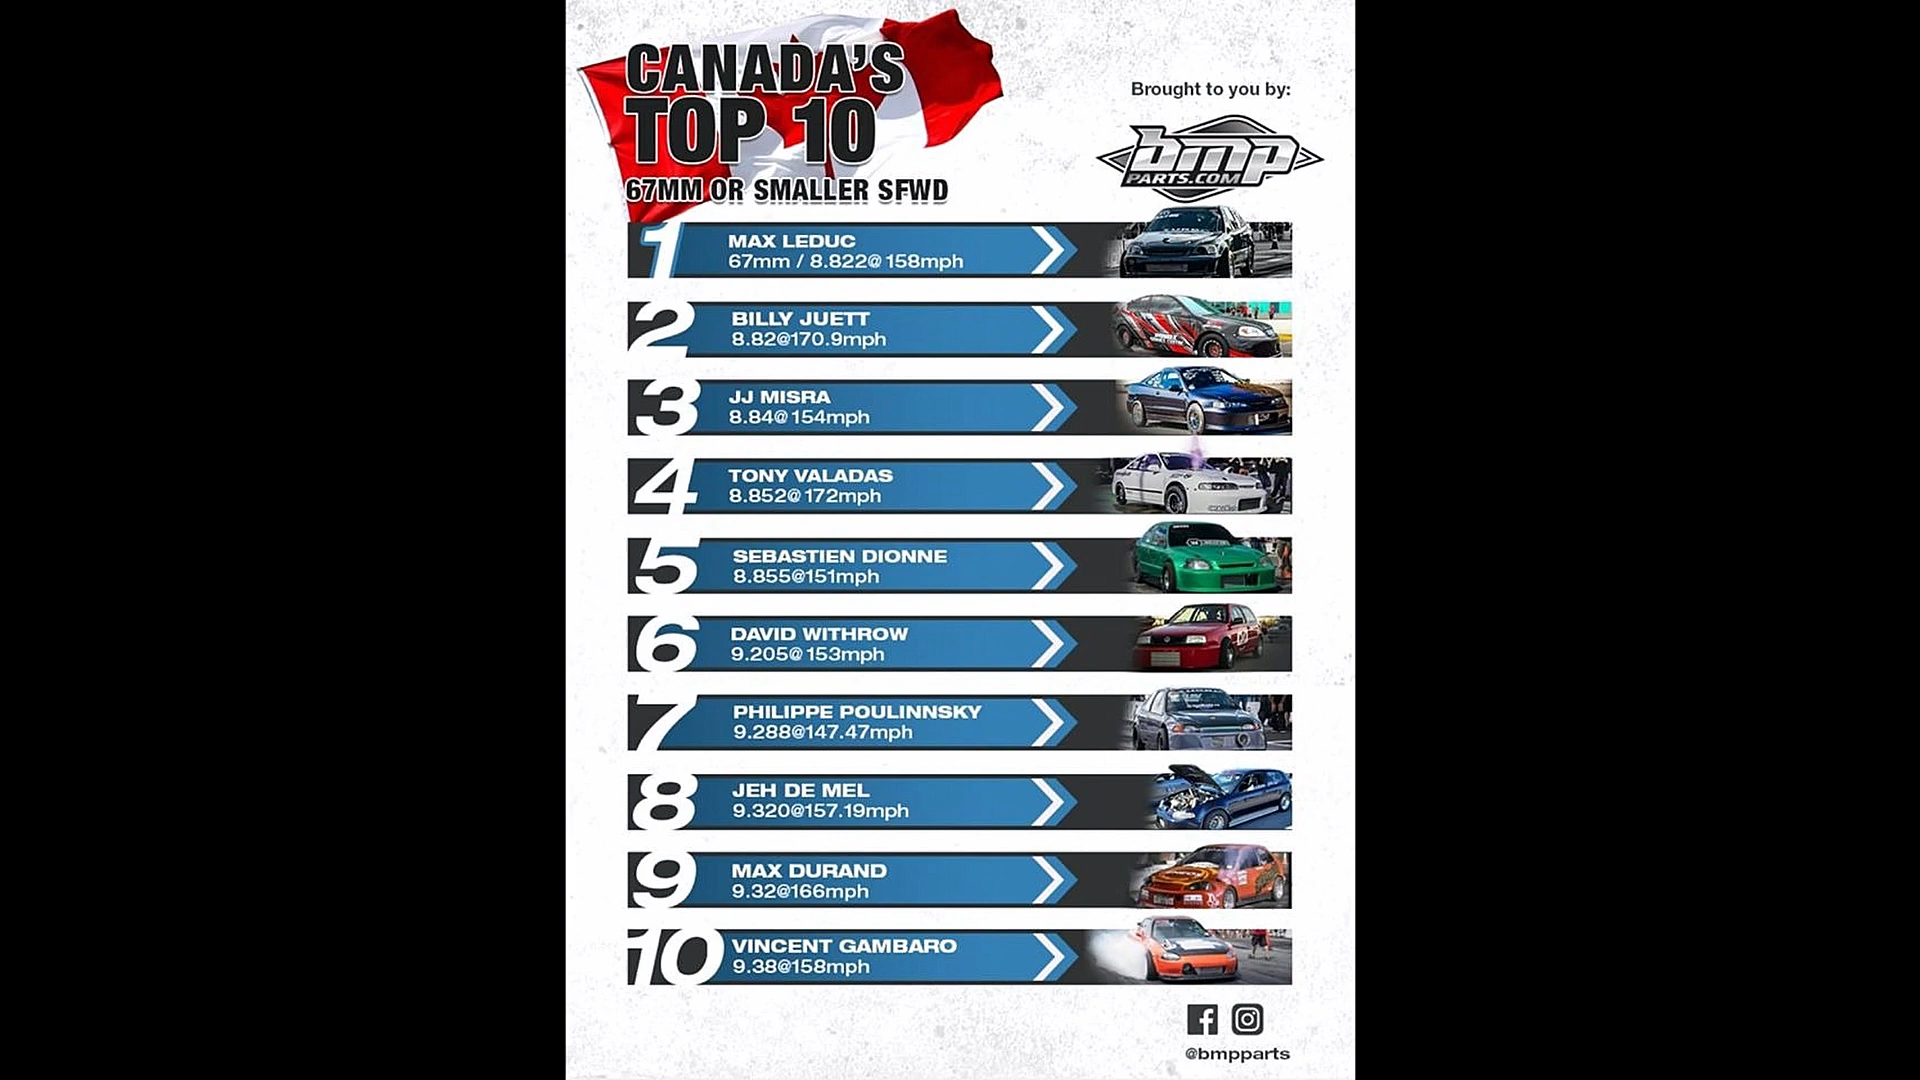 CANADA'S
TOP 10
67MM OR SMALLER SFWD
Brought to you by:
bmp
PARTS.COM
1
MAX LEDUC
67mm / 8.822@158mph
2
BILLY JUETT
8.82@170.9mph
3
JJ MISRA
8.84@154mph
4
TONY VALADAS
8.852@172mph
5
SEBASTIEN DIONNE
8.855@151mph
6
DAVID WITHROW
9.205@153mph
7
PHILIPPE POULINNSKY
9.288@147.47mph
8
JEH DE MEL
9.320@157.19mph
9
MAX DURAND
9.32@166mph
10
VINCENT GAMBARO
9.38@158mph
@bmpparts